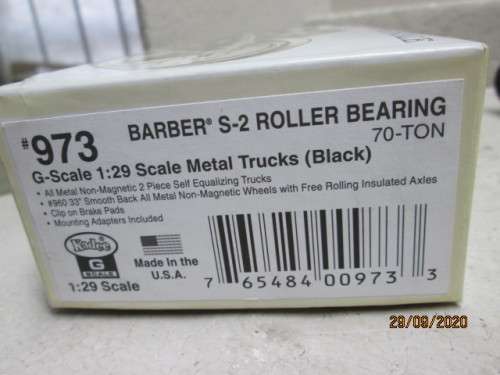 #973
BARBER® S-2 ROLLER BEARING
70-TON
G-Scale 1:29 Scale Metal Trucks (Black)
• All Metal Non-Magnetic 2 Piece Self Equalizing Trucks
• #960 33" Smooth Back All Metal Non-Magnetic Wheels with Free Rolling Insulated Axles
• Clip on Brake Pads
• Mounting Adapters Included
Kadee
G
SCALE
1:29 Scale
Made in the
U.S.A.
7 65484 00973 3
29/09/2020